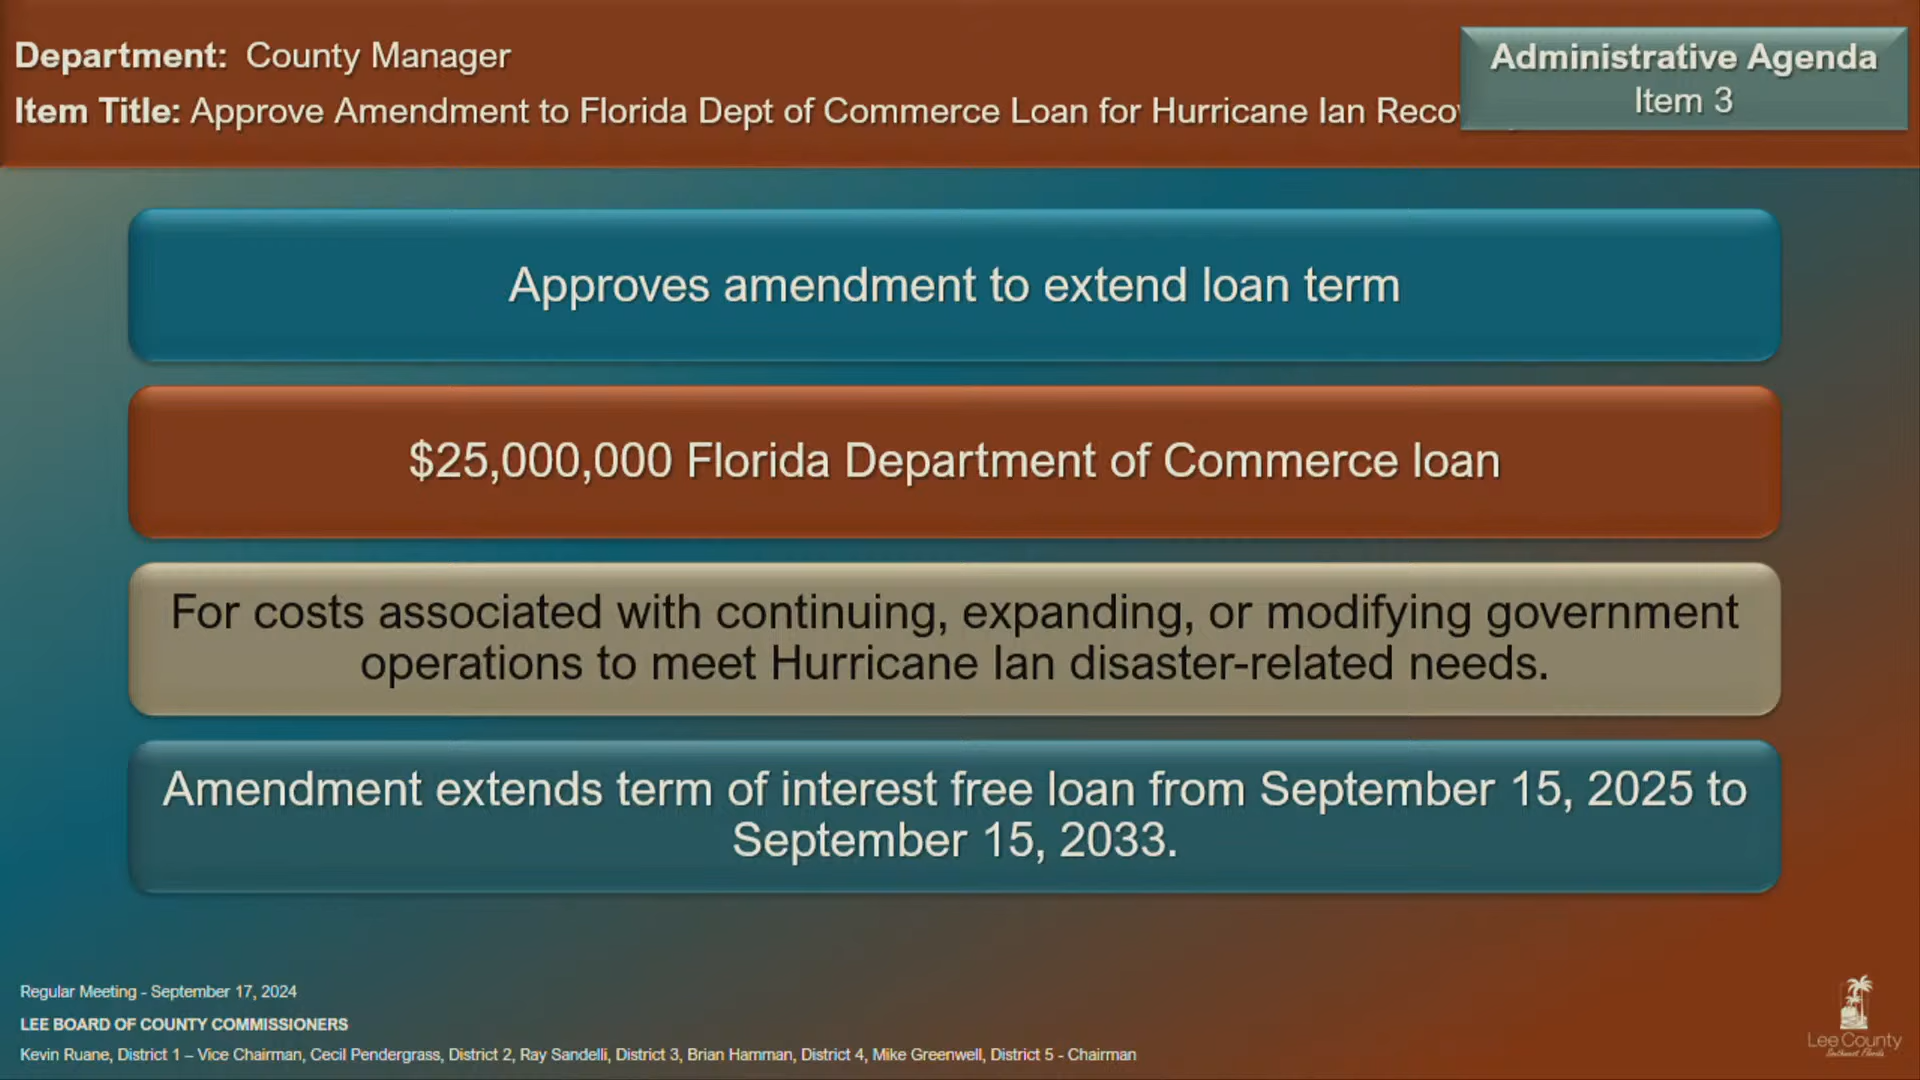 Department: County Manager
Item Title: Approve Amendment to Florida Dept of Commerce Loan for Hurricane Ian Reco
Administrative Agenda
Item 3
Approves amendment to extend loan term
$25,000,000 Florida Department of Commerce loan
For costs associated with continuing, expanding, or modifying government
operations to meet Hurricane Ian disaster-related needs.
Amendment extends term of interest free loan from September 15, 2025 to
September 15, 2033.
Regular Meeting - September 17, 2024
LEE BOARD OF COUNTY COMMISSIONERS
Kevin Ruane, District 1 – Vice Chairman, Cecil Pendergrass, District 2, Ray Sandelli, District 3, Brian Hamman, District 4, Mike Greenwell, District 5 - Chairman
Lee County
Southwest Florida